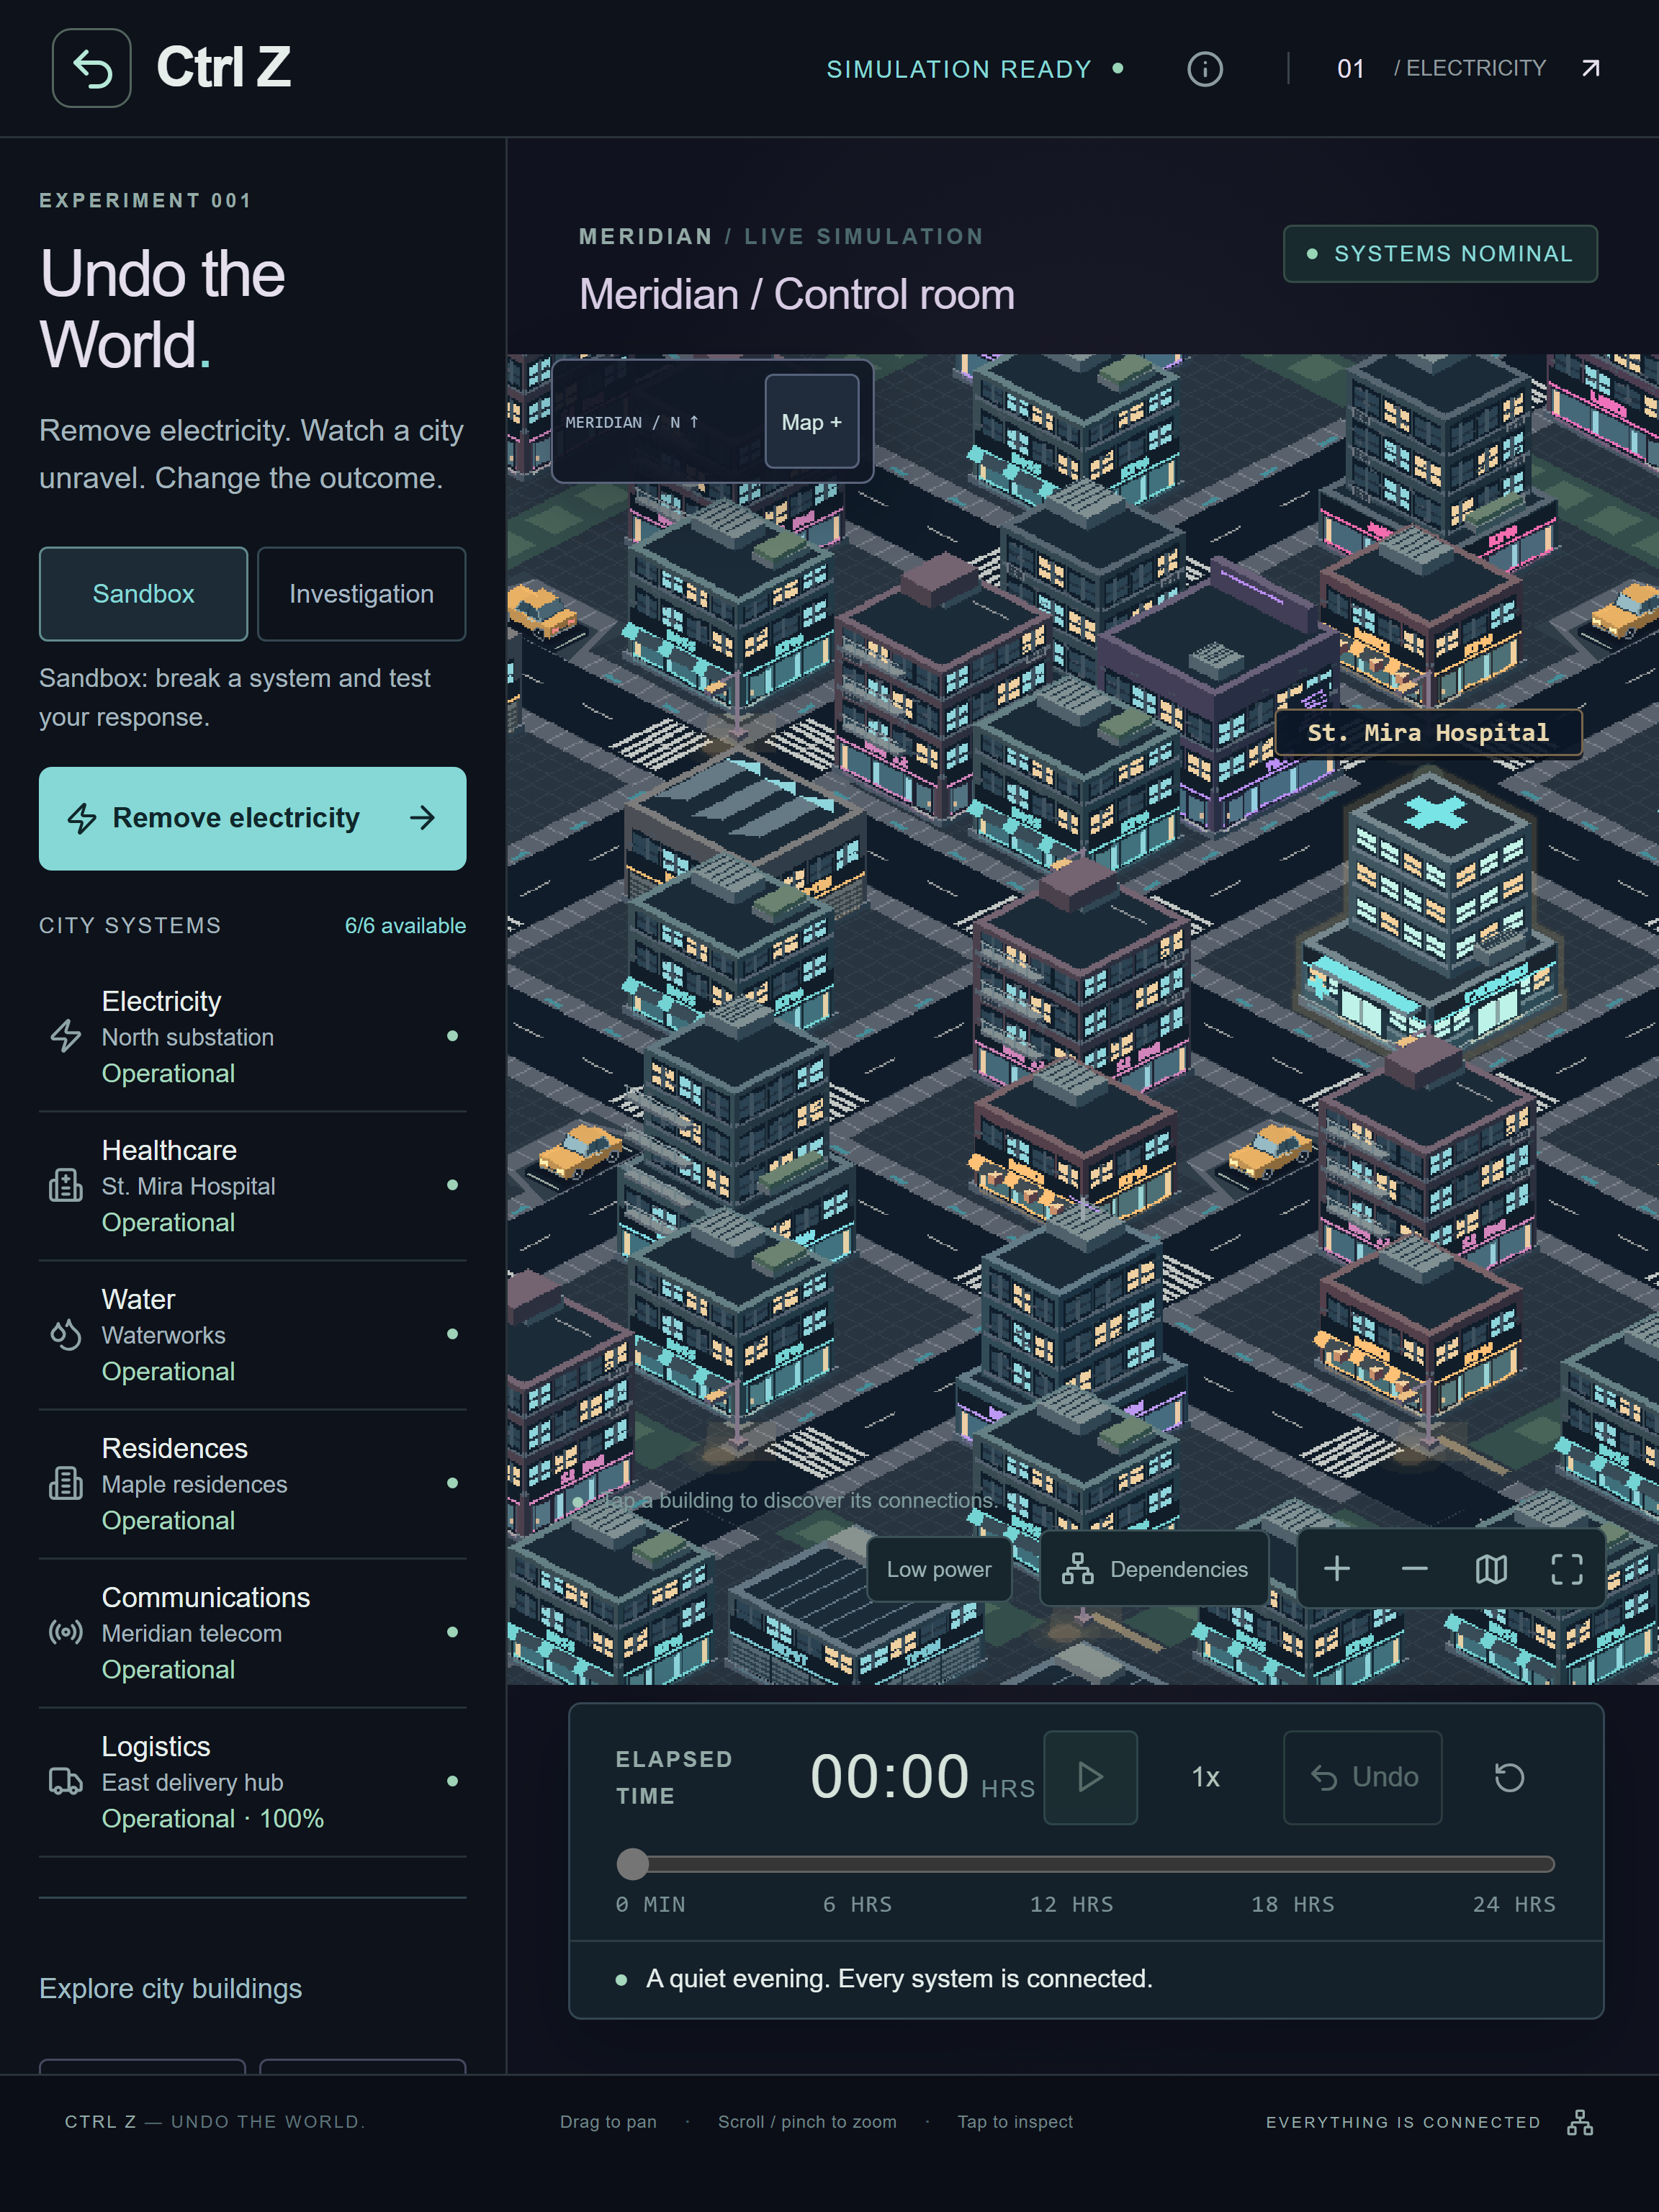 Ctrl Z
SIMULATION READY
01 / ELECTRICITY
EXPERIMENT 001
Undo the
World.
Remove electricity. Watch a city
unravel. Change the outcome.
Sandbox
Investigation
Sandbox: break a system and test
your response.
Remove electricity
CITY SYSTEMS
6/6 available
Electricity
North substation
Operational
Healthcare
St. Mira Hospital
Operational
Water
Waterworks
Operational
Residences
Maple residences
Operational
Communications
Meridian telecom
Operational
Logistics
East delivery hub
Operational · 100%
Explore city buildings
MERIDIAN / LIVE SIMULATION
Meridian / Control room
SYSTEMS NOMINAL
MERIDIAN / N ↑
Map +
St. Mira Hospital
Tap a building to discover its connections.
Low power
Dependencies
ELAPSED
TIME
00:00 HRS
1x
Undo
0 MIN
6 HRS
12 HRS
18 HRS
24 HRS
A quiet evening. Every system is connected.
CTRL Z — UNDO THE WORLD.
Drag to pan · Scroll / pinch to zoom · Tap to inspect
EVERYTHING IS CONNECTED